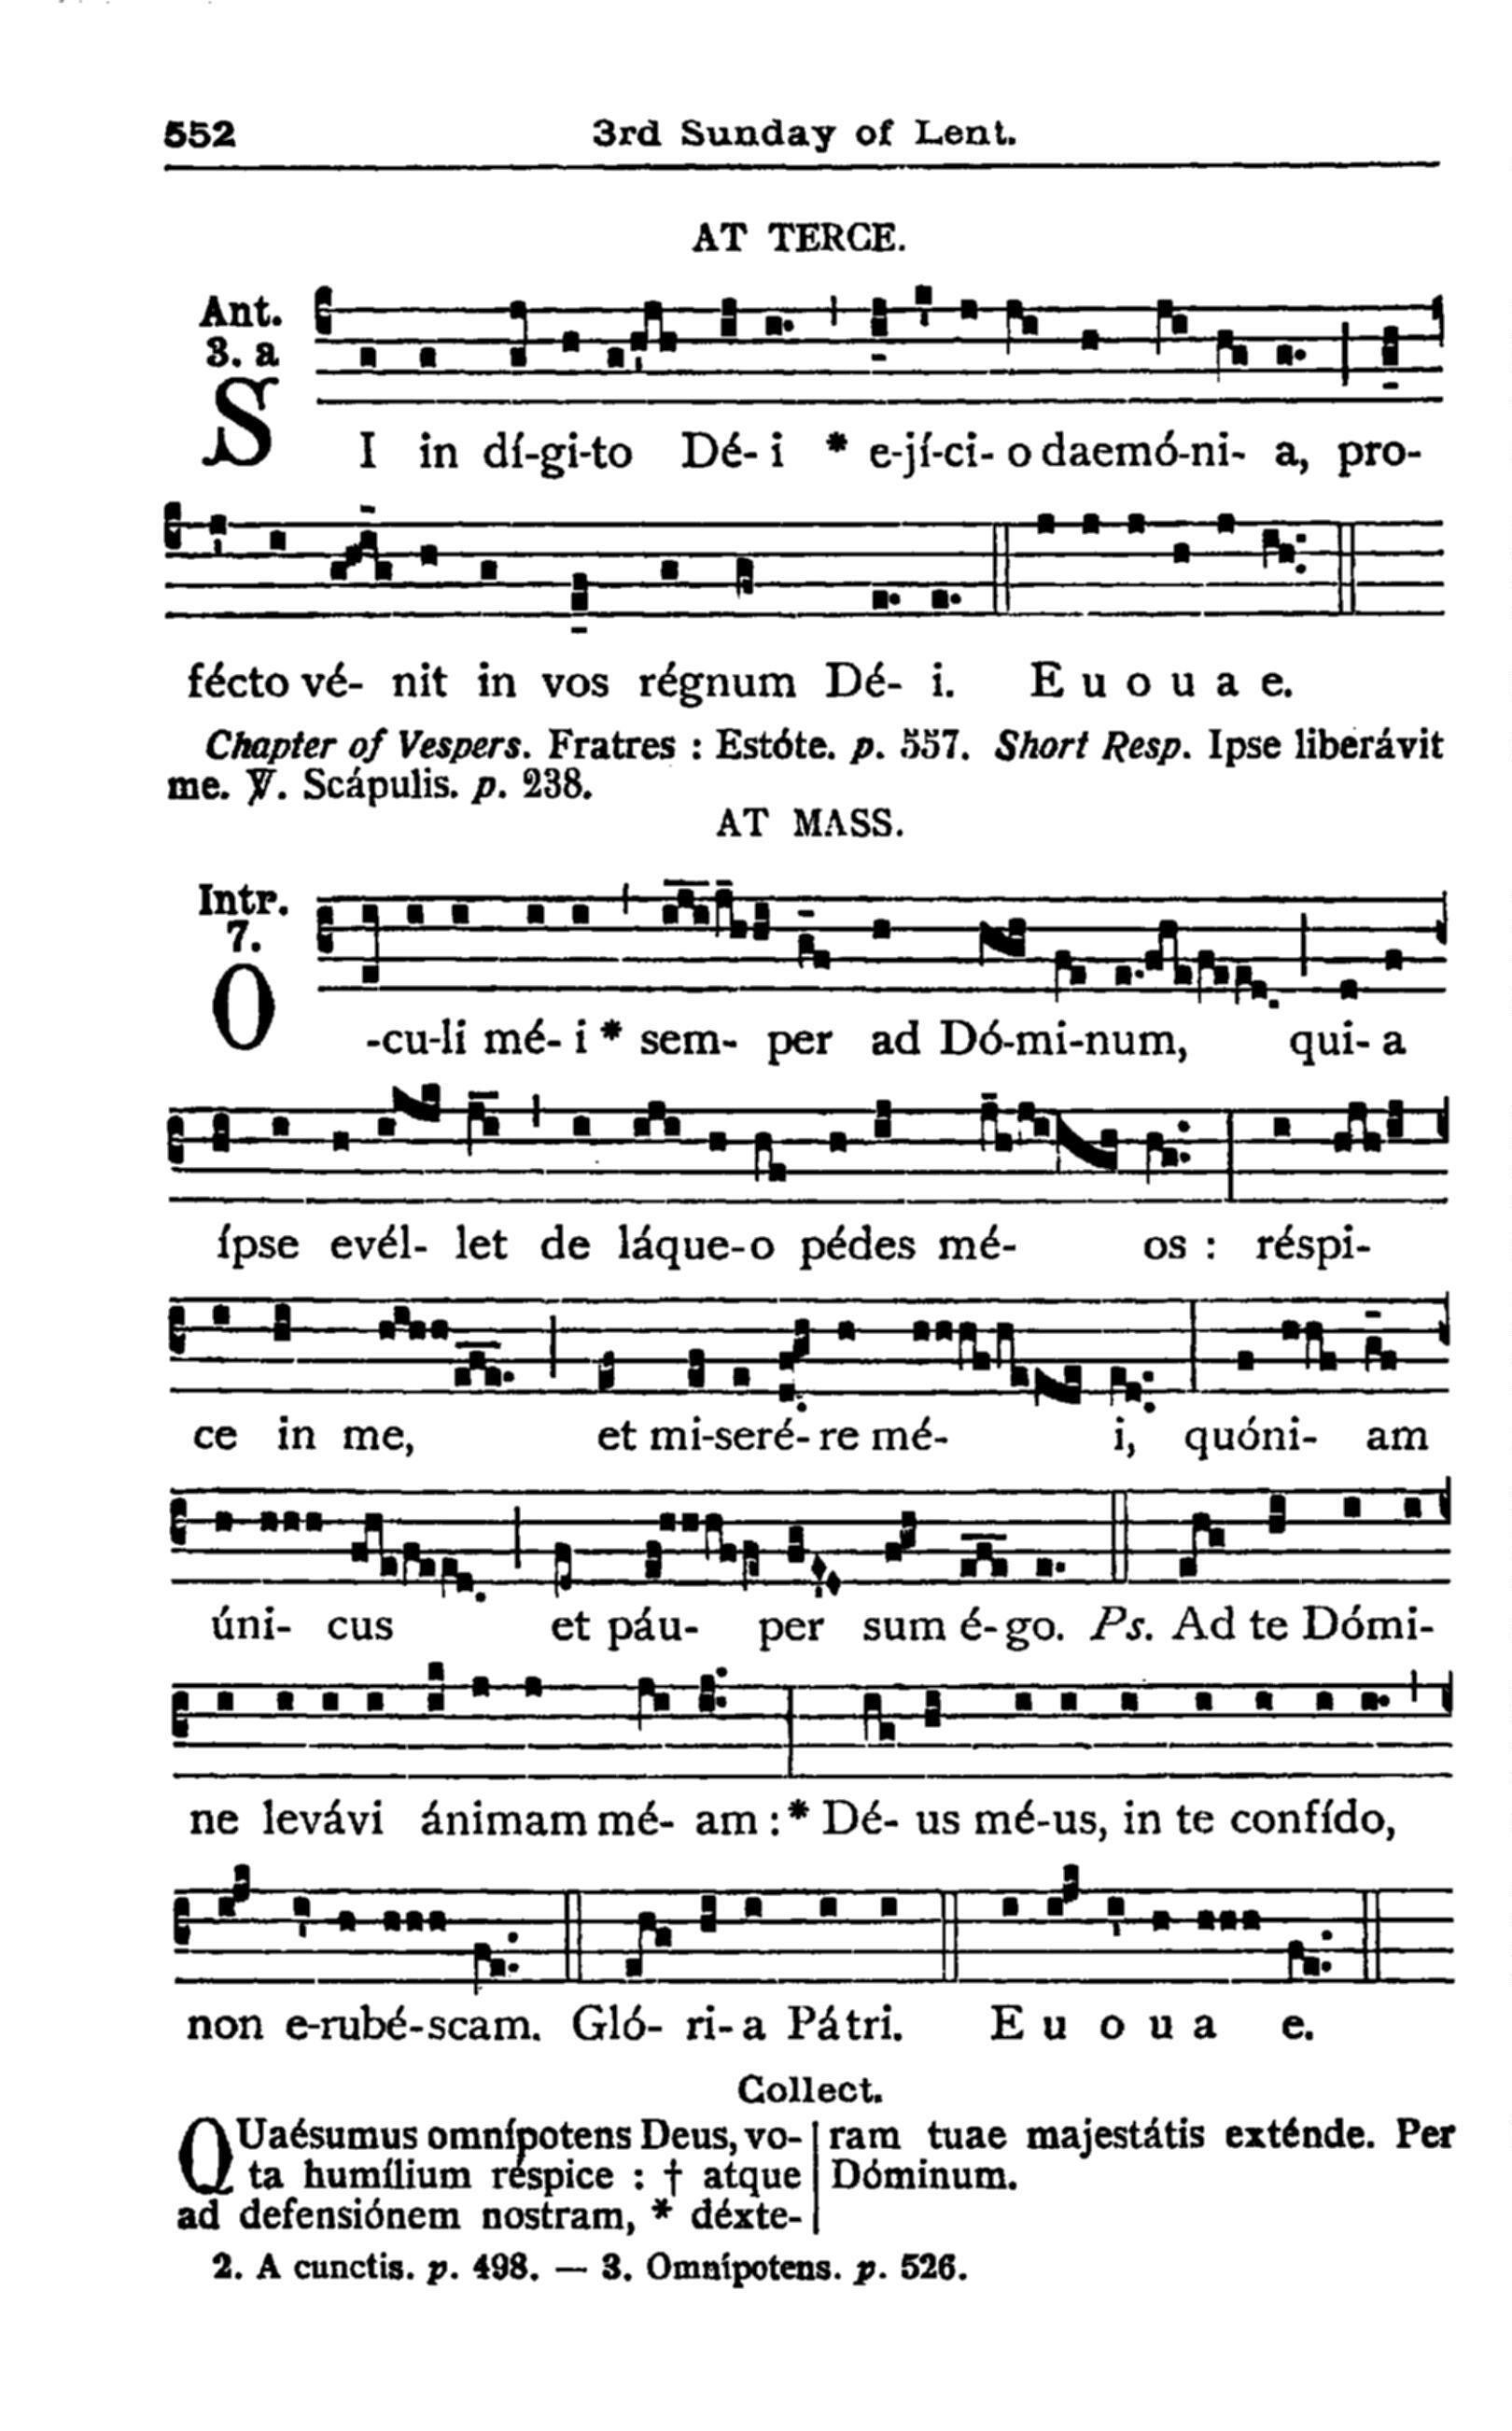 552 3rd Sunday of Lent.
AT TERCE.
Ant.
3. a
SI in dí-gi-to Dé- i * e-jí-ci- o daemó-ni- a, pro-
fécto vé- nit in vos régnum Dé- i. E u o u a e.
Chapter of Vespers. Fratres : Estóte. p. 557. Short Resp. Ipse liberávit
me. ℣. Scápulis. p. 238.
AT MASS.
Intr.
7.
O-cu-li mé- i * sem- per ad Dó-mi-num, qui- a
ípse evél- let de láque-o pédes mé- os : réspi-
ce in me, et mi-seré- re mé- i, quóni- am
úni- cus et páu- per sum é-go. Ps. Ad te Dómi-
ne levávi ánimam mé- am : * Dé- us mé-us, in te confído,
non e-rubé-scam. Gló- ri- a Pátri. E u o u a e.
Collect.
QUaésumus omnípotens Deus, vo-
ta humílium réspice : † atque
ad defensiónem nostram, * déxte-
ram tuae majestátis exténde. Per
Dóminum.
2. A cunctis. p. 498. — 3. Omnípotens. p. 526.